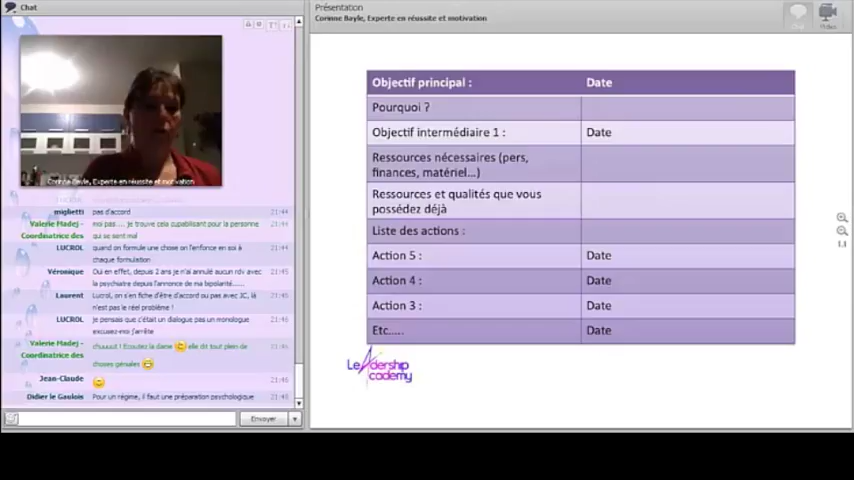 Chat
Corinne Bayle, Experte en réussite et motivation
LUCROL
miglietti pas d'accord 21:44
Valerie Madej - moi pas.... je trouve cela culpabilisant pour la personne 21:44
Coordinatrice des qui se sent mal
LUCROL quand on formule une chose on l'enfonce en soi à 21:44
chaque formulation
Véronique Oui en effet, depuis 2 ans je n'ai annulé aucun rdv avec 21:45
la psychiatre depuis l'annonce de ma bipolarité......
Laurent Lucrol, on s'en fiche d'être d'accord ou pas avec JC, là 21:45
n'est pas le réel problème !
LUCROL je pensais que c'était un dialogue pas un monologue 21:46
excusez-moi j'arrête
Valerie Madej - chuuuut ! Ecoutez la dame elle dit tout plein de 21:46
Coordinatrice des choses géniales
Jean-Claude 21:46
Didier le Gaulois Pour un régime, il faut une préparation psychologique 21:46
Envoyer
Présentation
Corinne Bayle, Experte en réussite et motivation
Chat
Objectif principal : Date
Pourquoi ?
Objectif intermédiaire 1 : Date
Ressources nécessaires (pers,
finances, matériel...)
Ressources et qualités que vous
possédez déjà
Liste des actions :
Action 5 : Date
Action 4 : Date
Action 3 : Date
Etc..... Date
Leadership
Academy